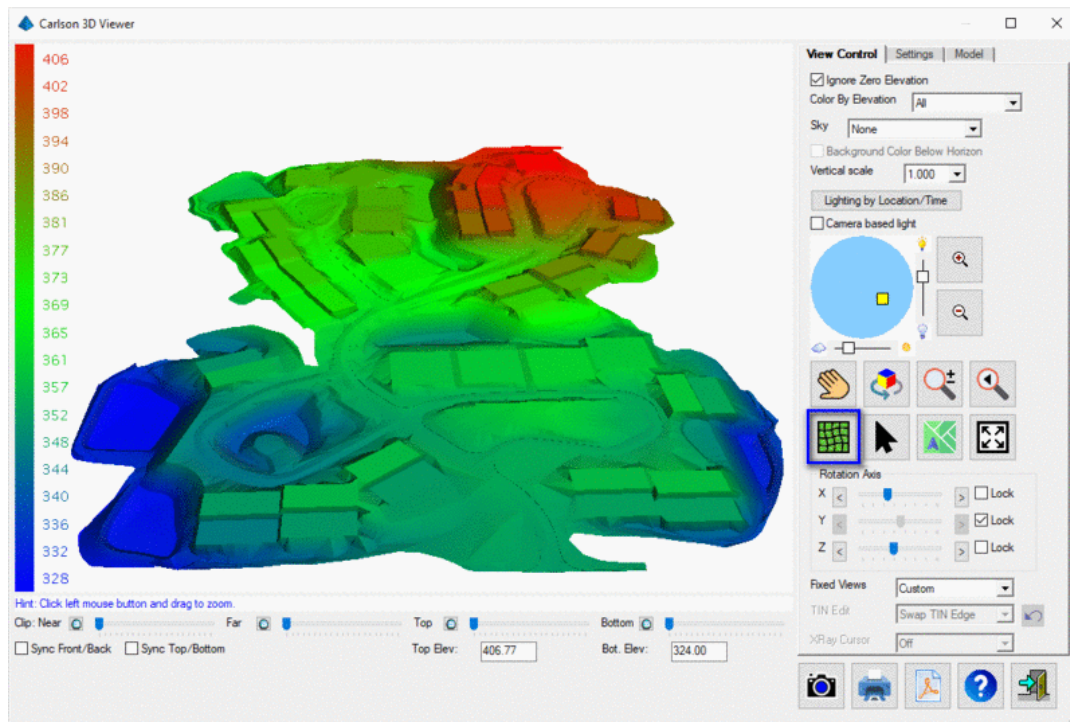 Carlson 3D Viewer
406
402
398
394
390
386
381
377
373
369
365
361
357
352
348
344
340
336
332
328
Hint: Click left mouse button and drag to zoom.
Clip: Near
Far
Top
Bottom
Sync Front/Back
Sync Top/Bottom
Top Elev:
406.77
Bot. Elev:
324.00
View Control
Settings
Model
Ignore Zero Elevation
Color By Elevation
All
Sky
None
Background Color Below Horizon
Vertical scale
1.000
Lighting by Location/Time
Camera based light
Rotation Axis
X < > Lock
Y < > Lock
Z < > Lock
Fixed Views
Custom
TIN Edit
Swap TIN Edge
XRay Cursor
Off